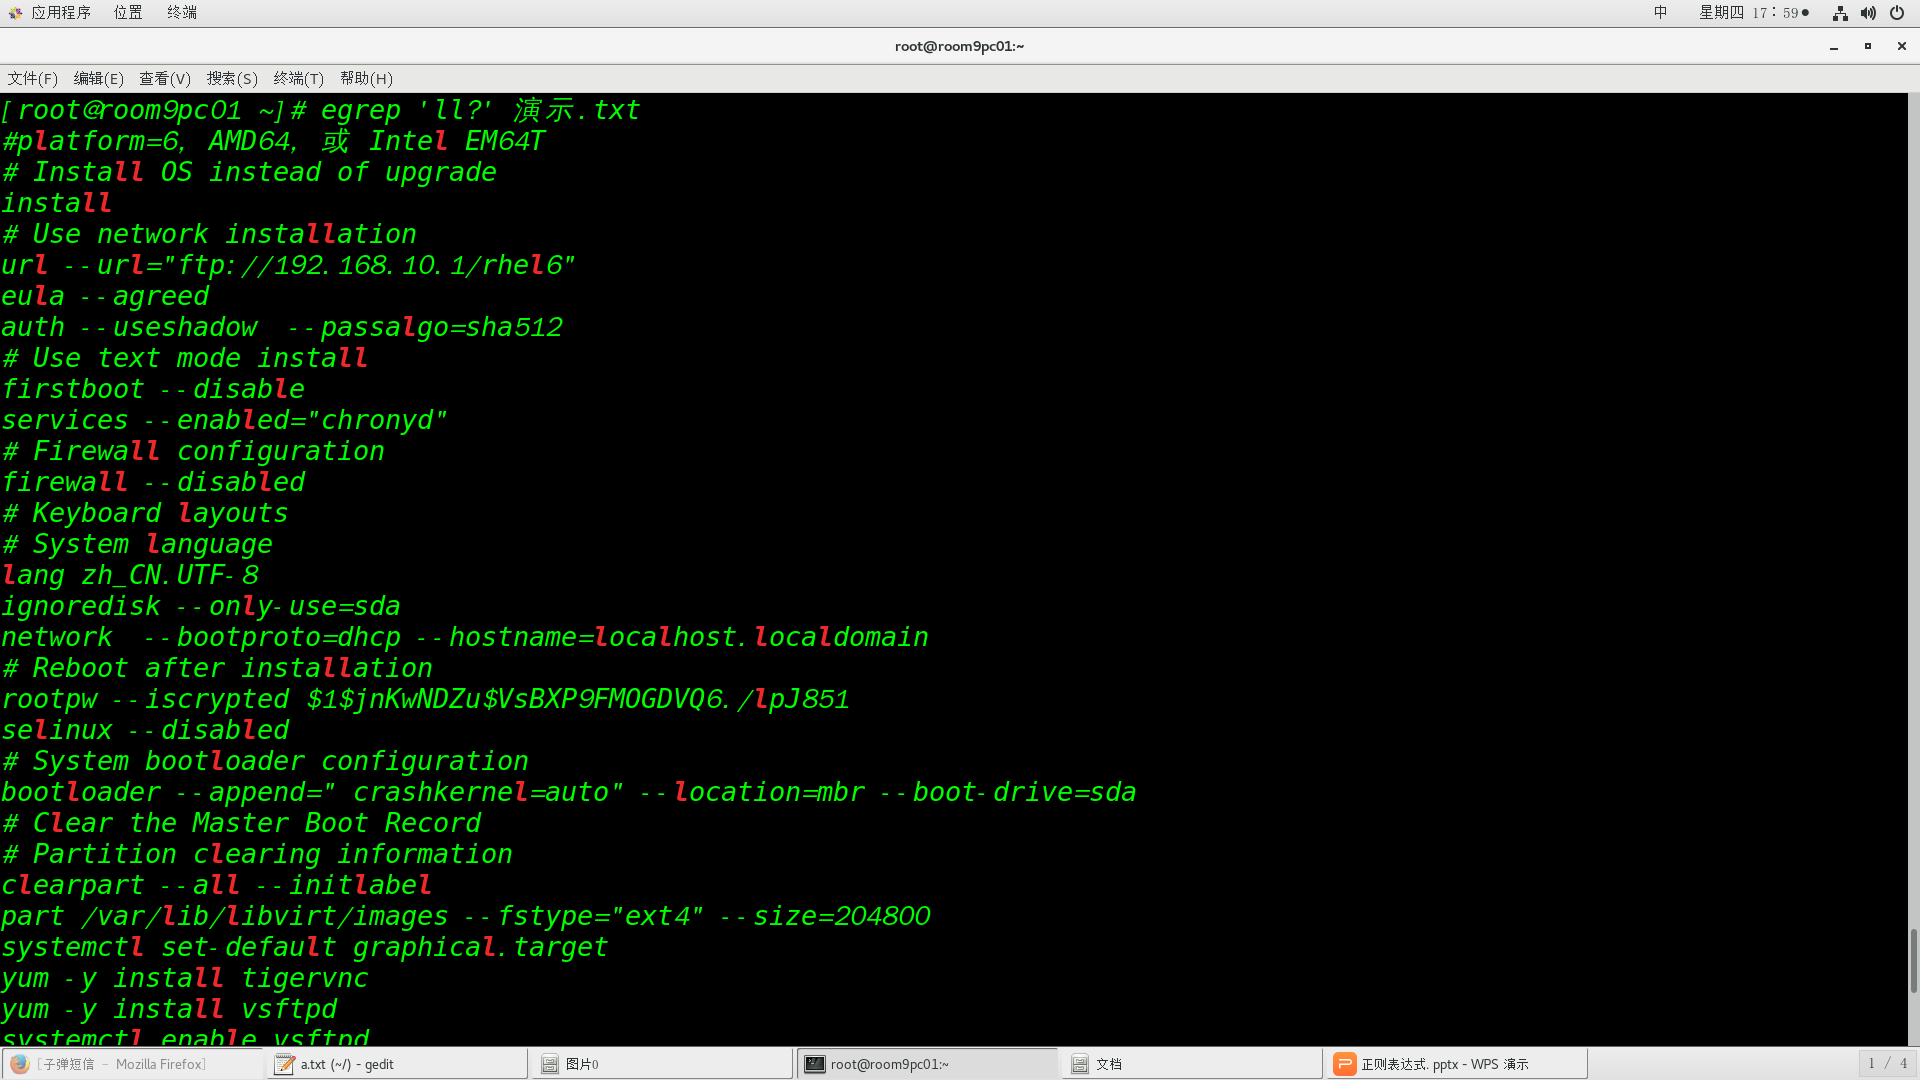 应用程序 位置 终端 中 星期四 17：59
root@room9pc01:~
文件(F) 编辑(E) 查看(V) 搜索(S) 终端(T) 帮助(H)
[root@room9pc01 ~]# egrep 'll?' 演示.txt
#platform=6, AMD64, 或 Intel EM64T
# Install OS instead of upgrade
install
# Use network installation
url --url="ftp://192.168.10.1/rhel6"
eula --agreed
auth --useshadow  --passalgo=sha512
# Use text mode install
firstboot --disable
services --enabled="chronyd"
# Firewall configuration
firewall --disabled
# Keyboard layouts
# System language
lang zh_CN.UTF-8
ignoredisk --only-use=sda
network  --bootproto=dhcp --hostname=localhost.localdomain
# Reboot after installation
rootpw --iscrypted $1$jnKwNDZu$VsBXP9FMOGDVQ6./lpJ851
selinux --disabled
# System bootloader configuration
bootloader --append=" crashkernel=auto" --location=mbr --boot-drive=sda
# Clear the Master Boot Record
# Partition clearing information
clearpart --all --initlabel
part /var/lib/libvirt/images --fstype="ext4" --size=204800
systemctl set-default graphical.target
yum -y install tigervnc
yum -y install vsftpd
systemctl enable vsftpd
[子弹短信 - Mozilla Firefox] a.txt (~/) - gedit 图片0 root@room9pc01:~ 文档 正则表达式.pptx - WPS 演示 1 / 4